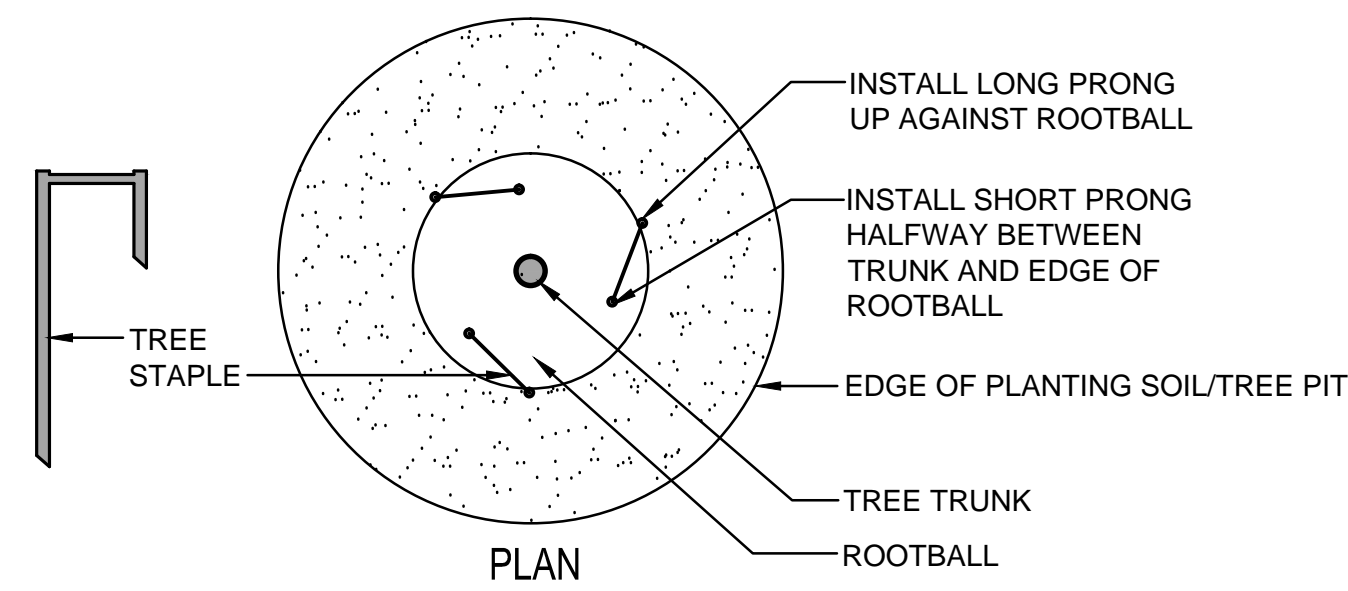 INSTALL LONG PRONG
UP AGAINST ROOTBALL
INSTALL SHORT PRONG
HALFWAY BETWEEN
TRUNK AND EDGE OF
ROOTBALL
TREE
STAPLE
EDGE OF PLANTING SOIL/TREE PIT
TREE TRUNK
ROOTBALL
PLAN